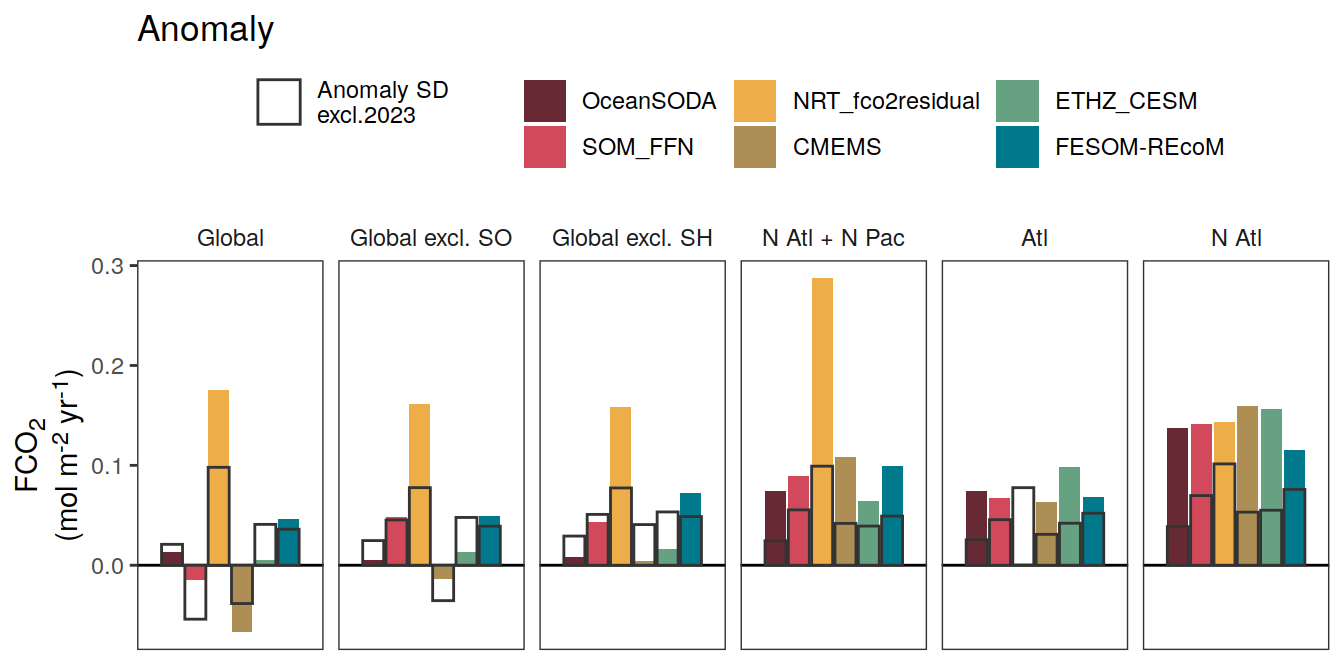 Anomaly
Anomaly SD
excl.2023
OceanSODA
NRT_fco2residual
ETHZ_CESM
SOM_FFN
CMEMS
FESOM-REcoM
Global
Global excl. SO
Global excl. SH
N Atl + N Pac
Atl
N Atl
0.3
0.2
0.1
0.0
FCO₂
(mol m⁻² yr⁻¹)